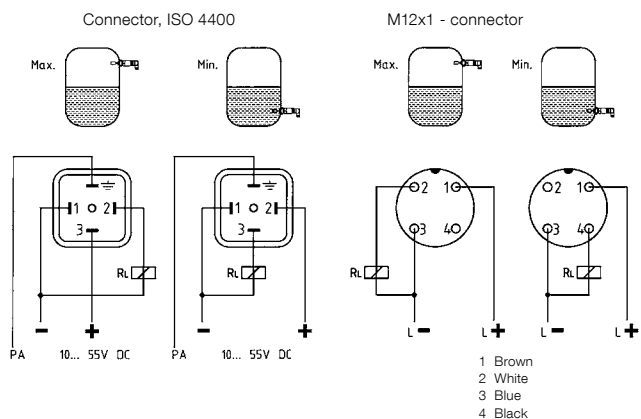 Connector, ISO 4400 M12x1 - connector
Max. Min. Max. Min.
1 2 3
1 2 3
2 1 3 4
2 1 3 4
RL RL RL RL
− + − + L − L + L − L +
PA 10... 55V DC PA 10... 55V DC
1 Brown
2 White
3 Blue
4 Black